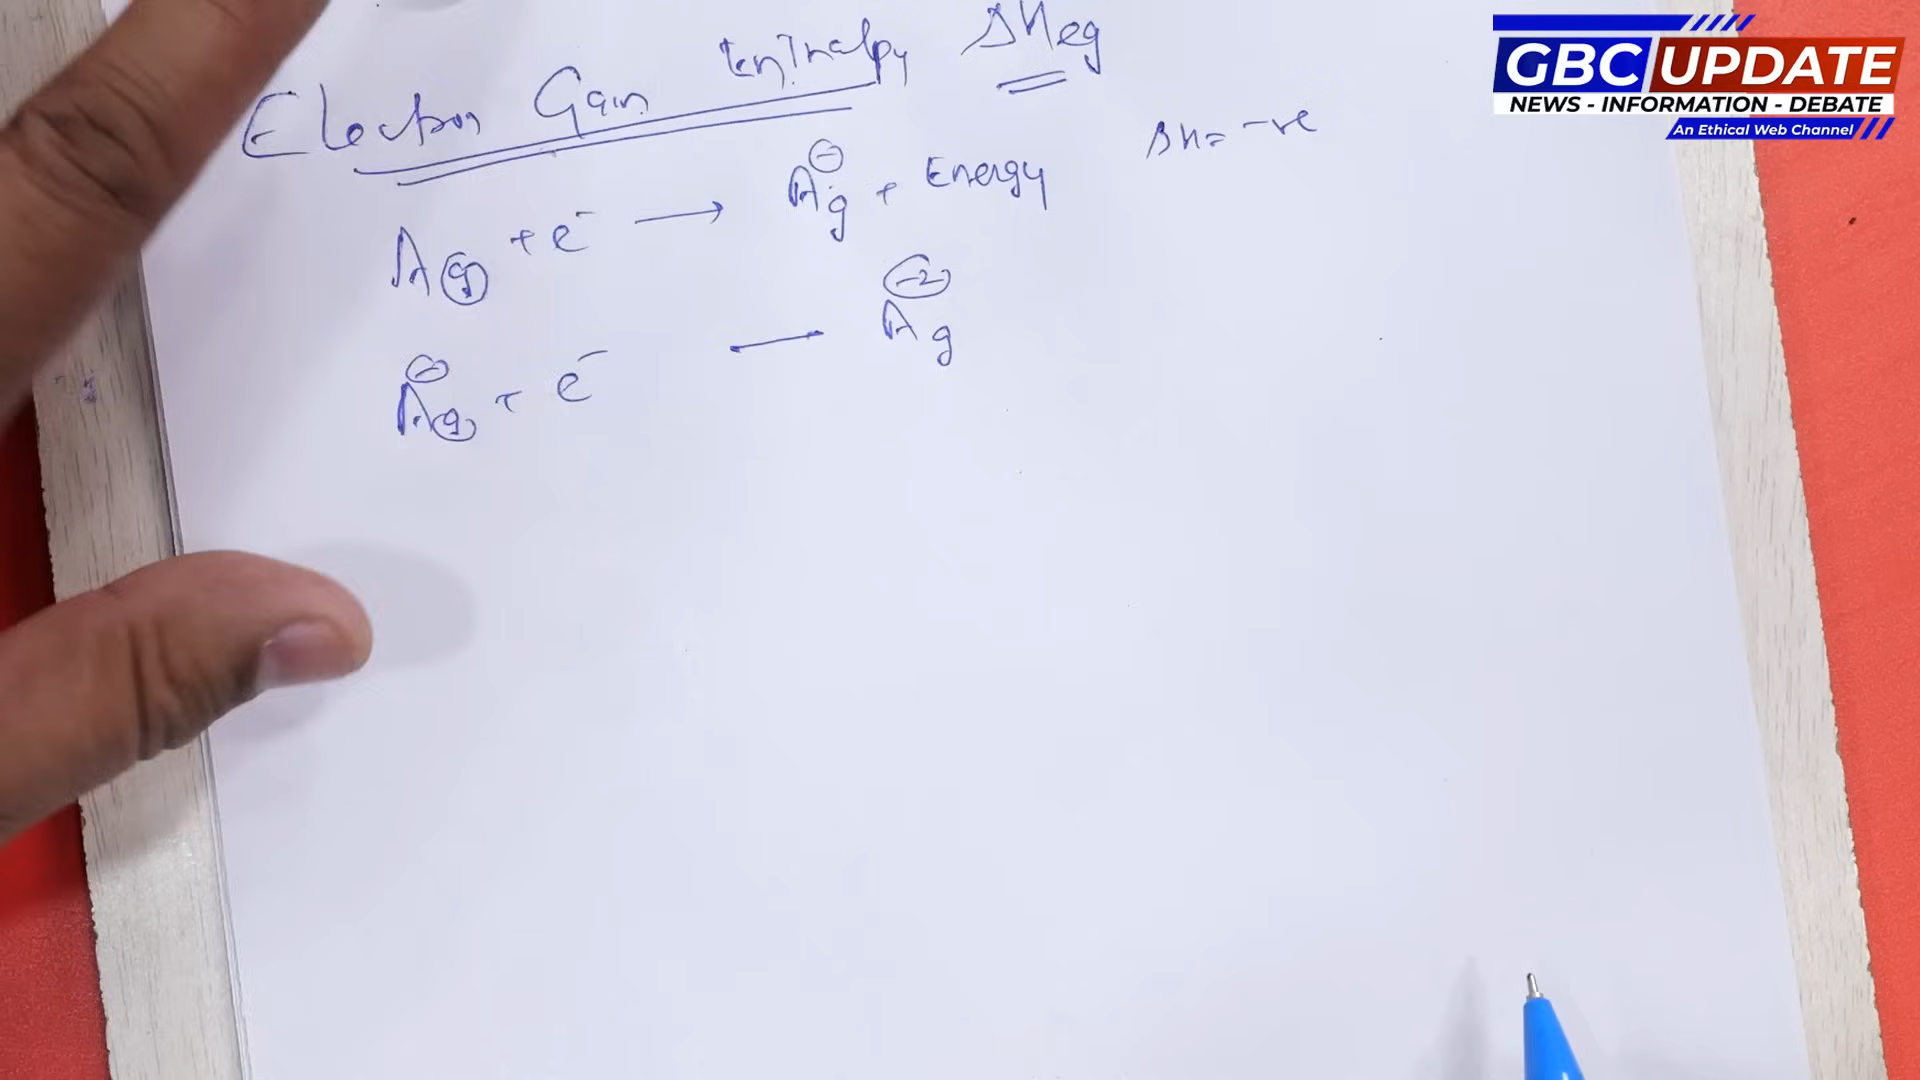 Electron Gain Enthalpy ΔHeg
A(g) + e⁻ ⟶ A⁻g + Energy ΔH = -ve
A⁻(g) + e⁻ — A⁻²g
GBC UPDATE
NEWS - INFORMATION - DEBATE
An Ethical Web Channel